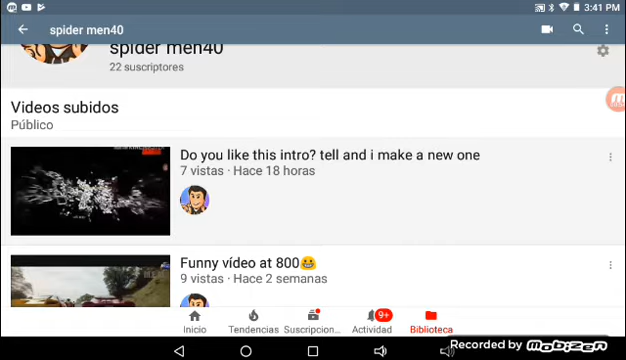 3:41 PM
spider men40
spider men40
22 suscriptores
Videos subidos
Público
Do you like this intro? tell and i make a new one
7 vistas · Hace 18 horas
Funny vídeo at 800😀
9 vistas · Hace 2 semanas
9+
Inicio
Tendencias
Suscripcion...
Actividad
Biblioteca
Recorded by mobizen